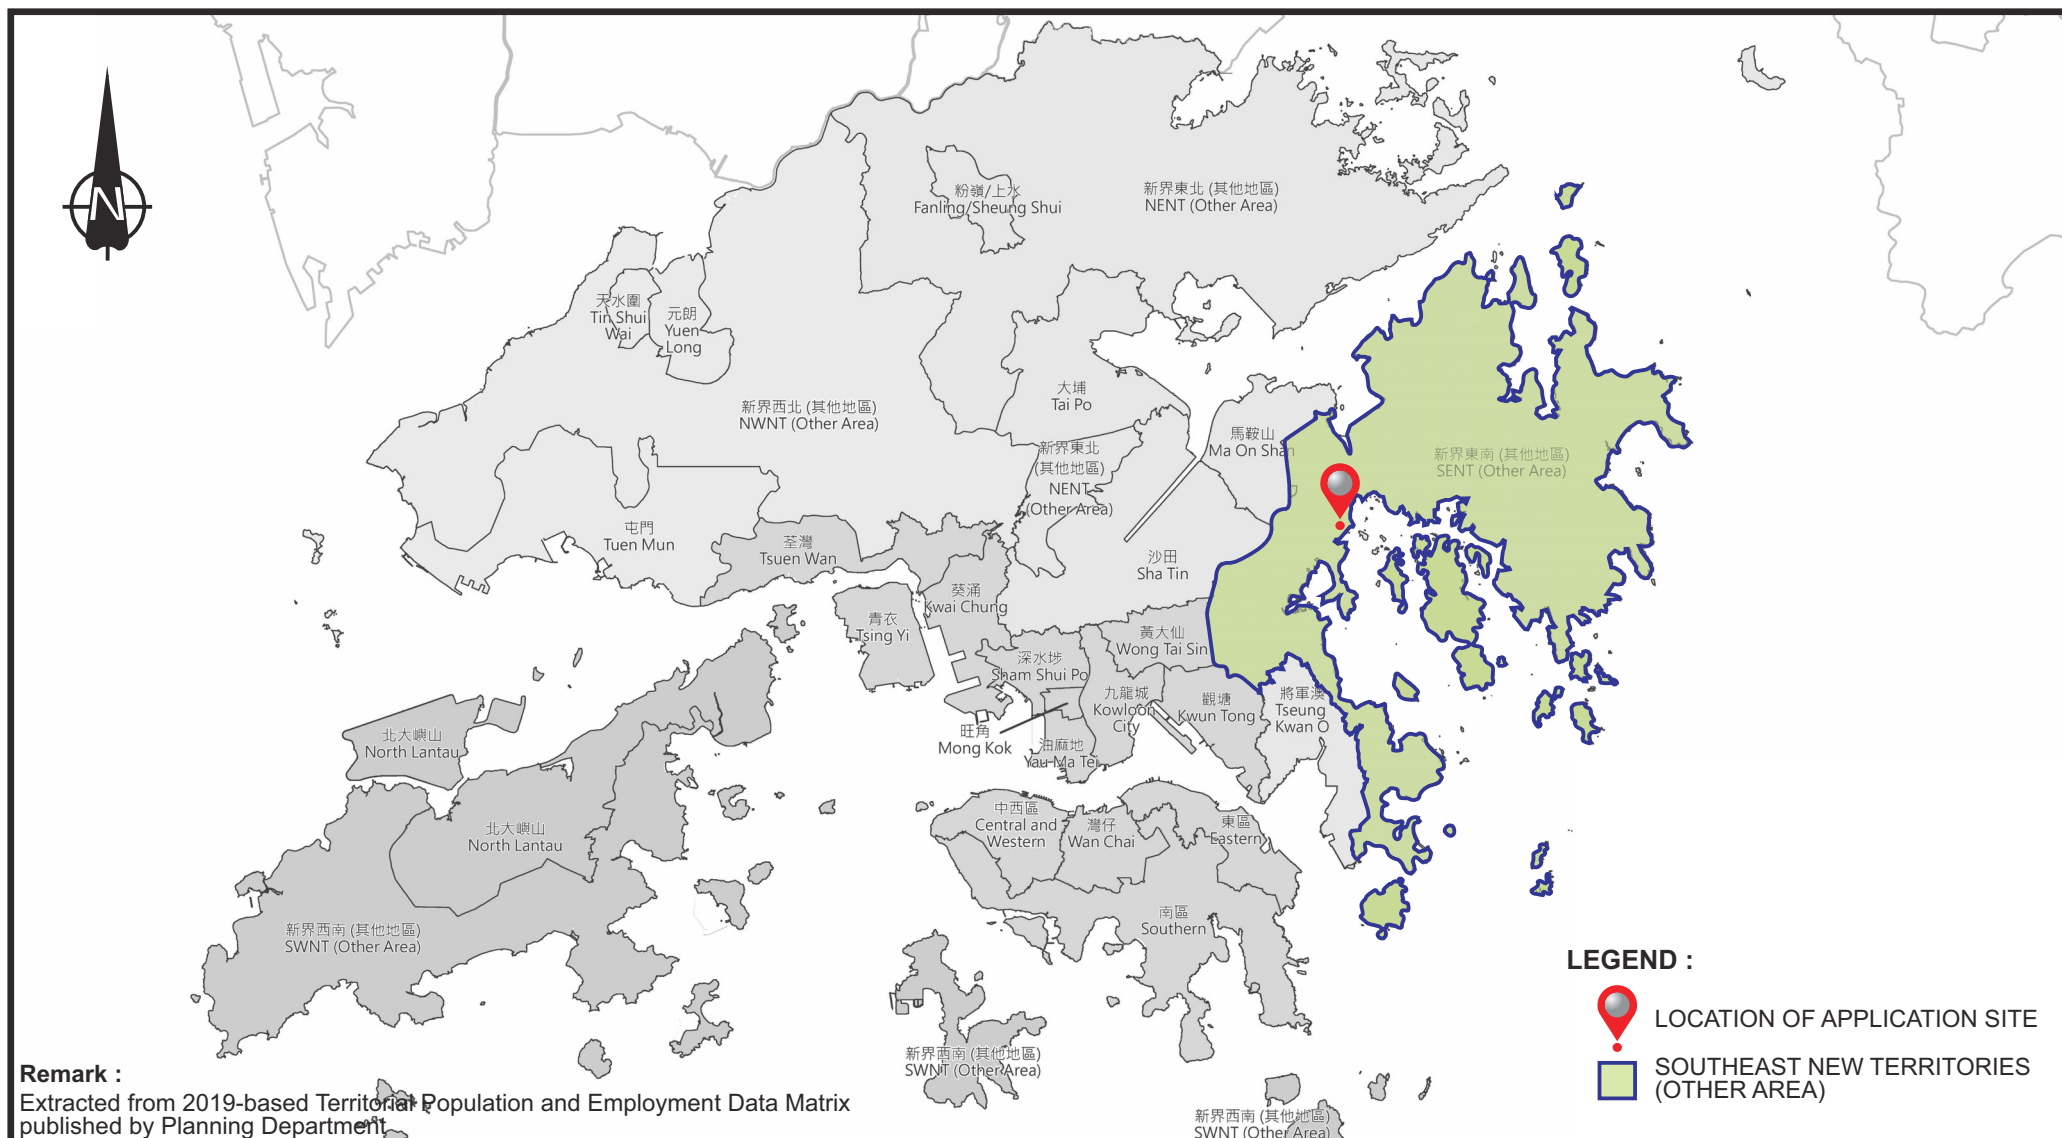 N
粉嶺/上水
Fanling/Sheung Shui
新界東北 (其他地區)
NENT (Other Area)
天水圍
Tin Shui
Wai
元朗
Yuen
Long
新界西北 (其他地區)
NWNT (Other Area)
大埔
Tai Po
新界東北
(其他地區)
NENT
(Other Area)
馬鞍山
Ma On Shan
新界東南 (其他地區)
SENT (Other Area)
屯門
Tuen Mun
荃灣
Tsuen Wan
沙田
Sha Tin
葵涌
Kwai Chung
青衣
Tsing Yi
黃大仙
Wong Tai Sin
深水埗
Sham Shui Po
九龍城
Kowloon
City
觀塘
Kwun Tong
將軍澳
Tseung
Kwan O
旺角
Mong Kok
油麻地
Yau Ma Tei
北大嶼山
North Lantau
北大嶼山
North Lantau
中西區
Central and
Western
灣仔
Wan Chai
東區
Eastern
南區
Southern
新界西南 (其他地區)
SWNT (Other Area)
新界西南 (其他地區)
SWNT (Other Area)
新界西南 (其他地區)
SWNT (Other Area)
LEGEND :
LOCATION OF APPLICATION SITE
SOUTHEAST NEW TERRITORIES
(OTHER AREA)
Remark :
Extracted from 2019-based Territorial Population and Employment Data Matrix
published by Planning Department